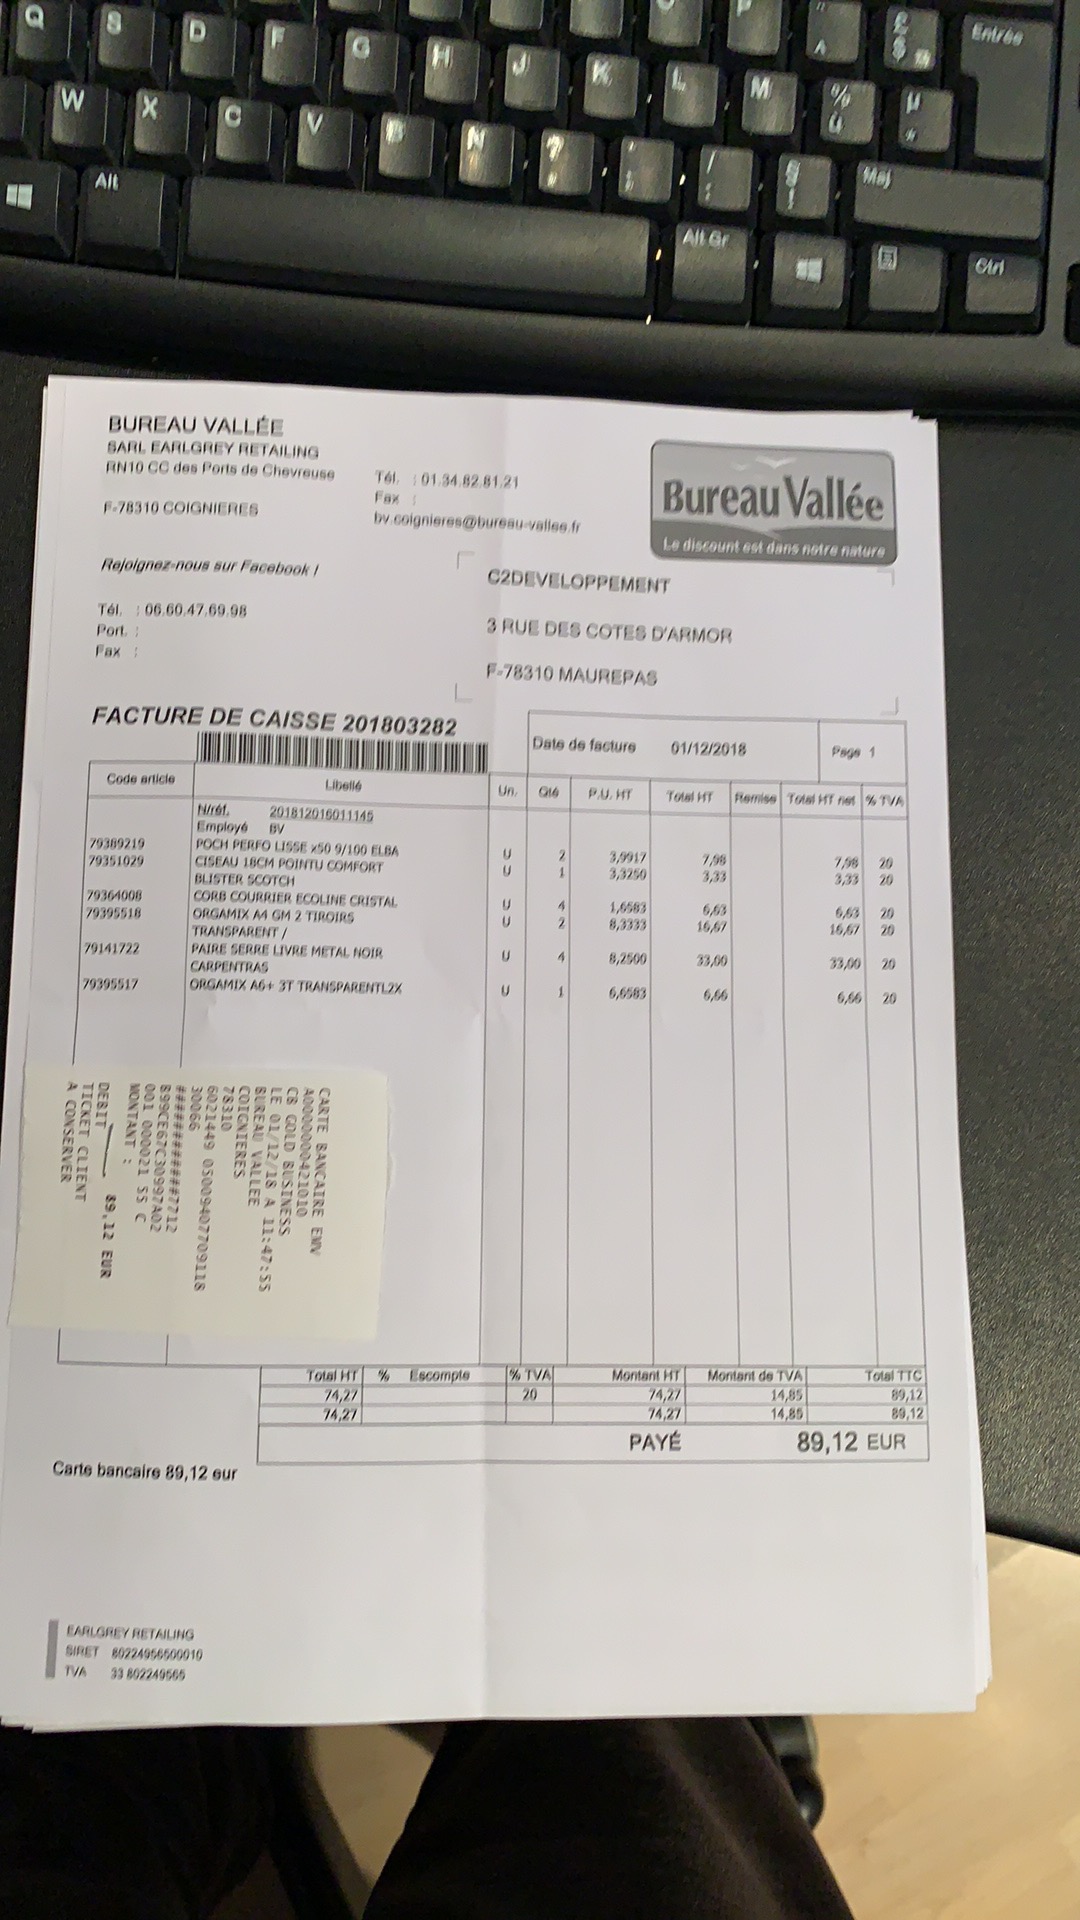 Q S D F G H J K L M % ù µ * Entrée
W X C V B N ? / § ! Maj
Alt Alt Gr Ctrl
BUREAU VALLÉE
SARL EARLGREY RETAILING
RN10 CC des Ports de Chevreuse
F-78310 COIGNIERES
Tél. : 01.34.82.81.21
Fax :
bv.coignieres@bureau-vallee.fr
Bureau Vallée
Le discount est dans notre nature
Rejoignez-nous sur Facebook !
Tél. : 06.60.47.69.98
Port. :
Fax :
C2DEVELOPPEMENT
3 RUE DES COTES D'ARMOR
F-78310 MAUREPAS
FACTURE DE CAISSE 201803282
Date de facture 01/12/2018 Page 1
Code article Libellé Un. Qté P.U. HT Total HT Remise Total HT net % TVA
N/réf. 201812016011145
Employé BV
79389219 POCH PERFO LISSE x50 9/100 ELBA U 2 3,9917 7,98 7,98 20
79351029 CISEAU 18CM POINTU COMFORT U 1 3,3250 3,33 3,33 20
BLISTER SCOTCH
79364008 CORB COURRIER ECOLINE CRISTAL U 4 1,6583 6,63 6,63 20
79395518 ORGAMIX A4 GM 2 TIROIRS U 2 8,3333 16,67 16,67 20
TRANSPARENT /
79141722 PAIRE SERRE LIVRE METAL NOIR U 4 8,2500 33,00 33,00 20
CARPENTRAS
79395517 ORGAMIX A6+ 3T TRANSPARENTL2X U 1 6,6583 6,66 6,66 20
CARTE BANCAIRE EMV
A0000000421010
CB GOLD BUSINESS
LE 01/12/18 A 11:47:55
BUREAU VALLEE
COIGNIERES
78310
6021449 05009407709118
30066
############7712
899CE67C30997A02
001 000021 55 C
MONTANT :
89,12 EUR
DEBIT
TICKET CLIENT
A CONSERVER
Total HT % Escompte % TVA Montant HT Montant de TVA Total TTC
74,27 20 74,27 14,85 89,12
74,27 74,27 14,85 89,12
PAYÉ 89,12 EUR
Carte bancaire 89,12 eur
EARLGREY RETAILING
SIRET 80224956500010
TVA 33 802249565